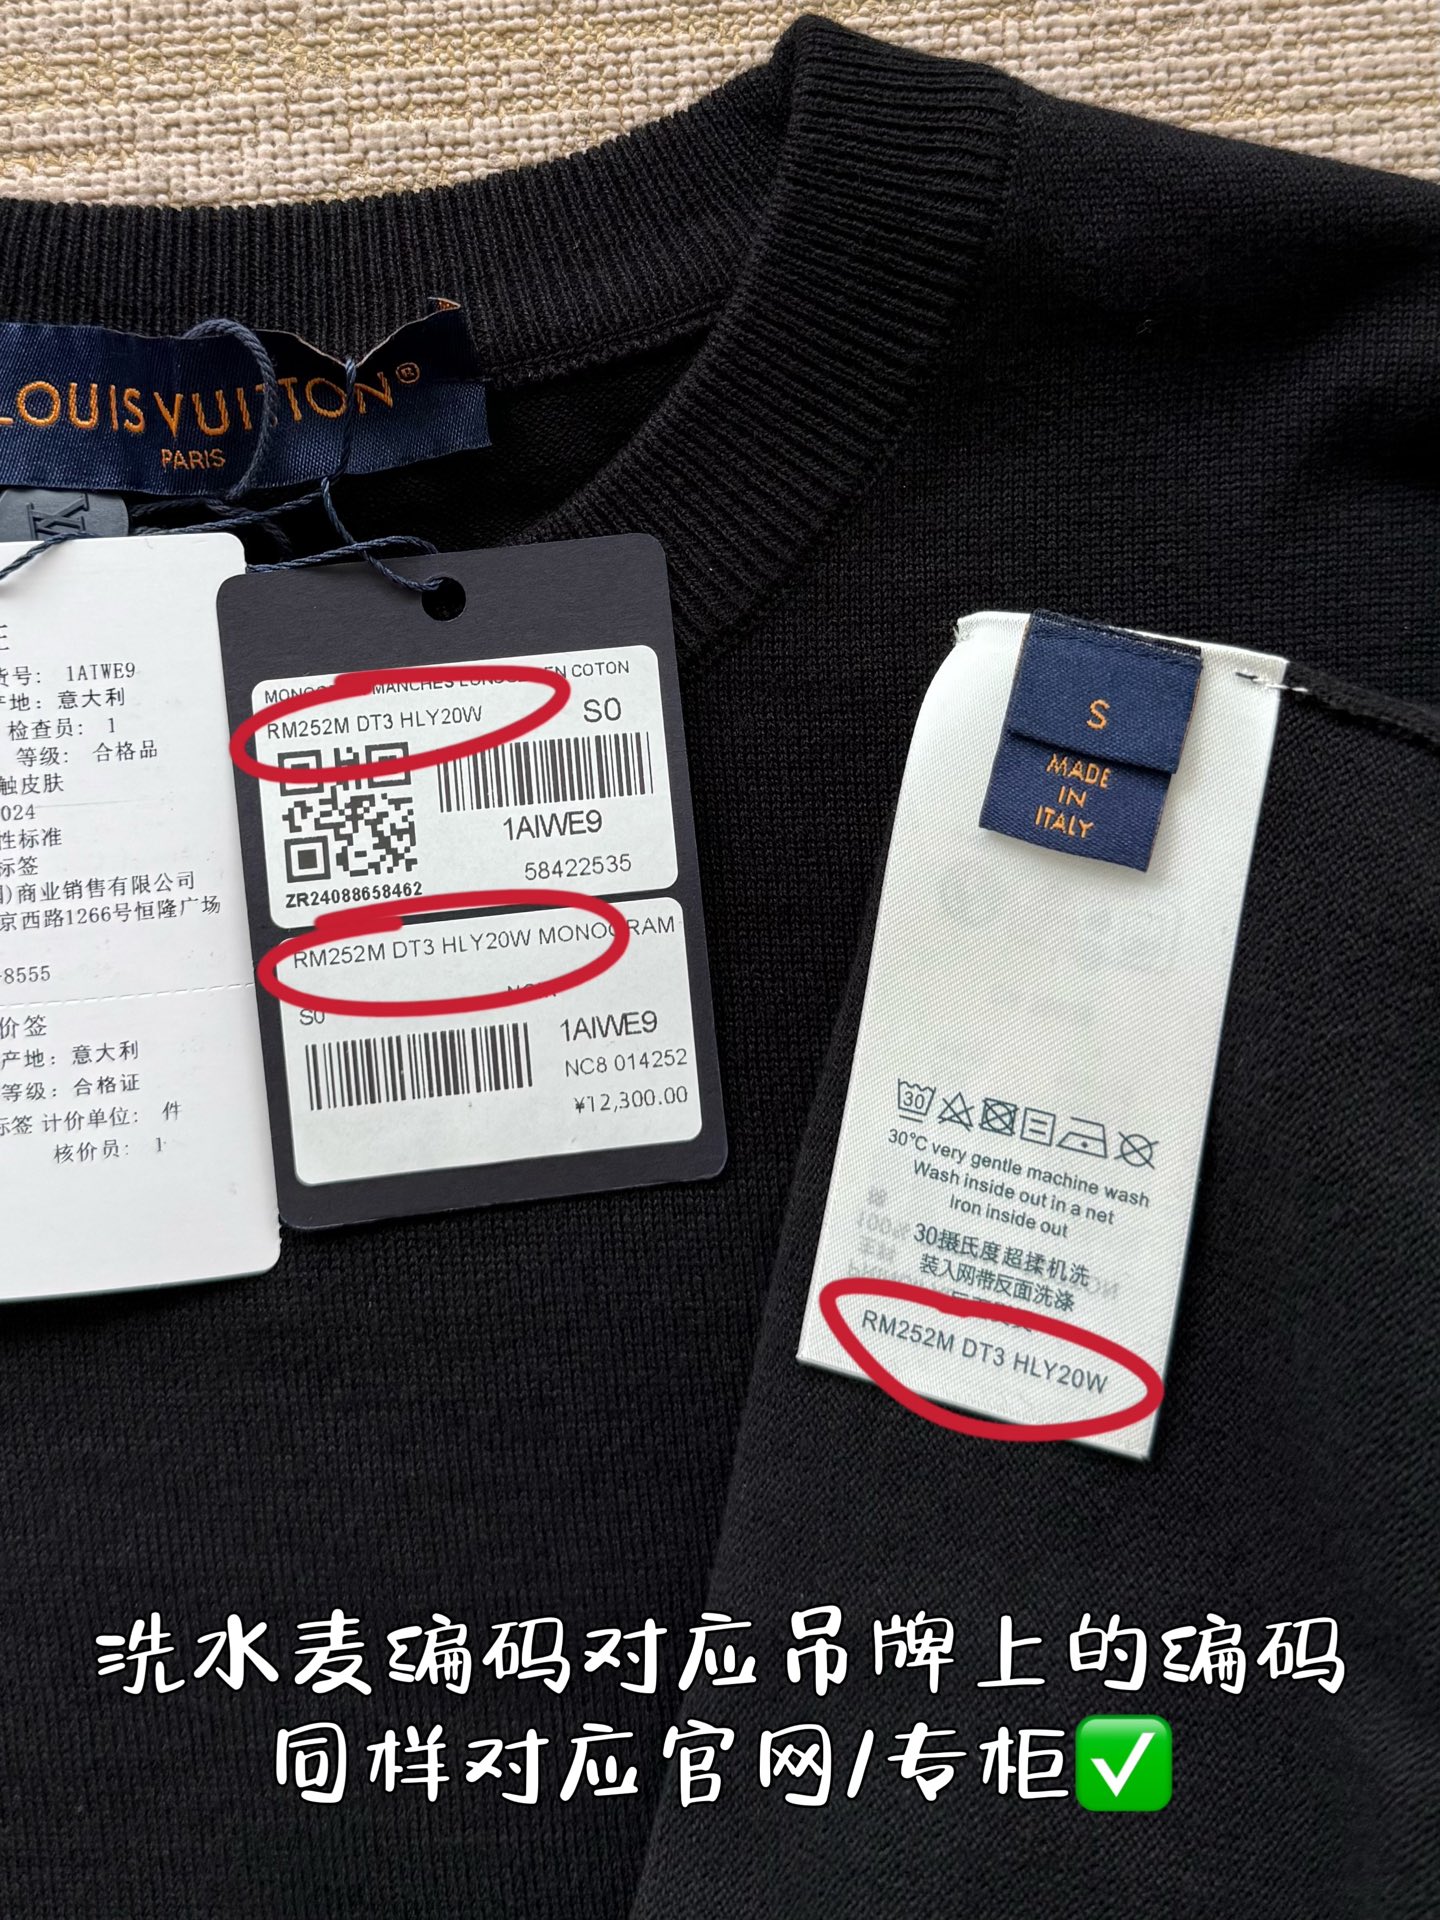 LOUIS VUITTON®
PARIS
货号: 1AIWE9
产地: 意大利
检查员: 1
等级: 合格品
触皮肤
024
性标准
标签
)商业销售有限公司
京西路1266号恒隆广场
-8555
价签
产地: 意大利
等级: 合格证
标签 计价单位: 件
核价员: 1
MANCHES EN COTON
RM252M DT3 HLY20W
S0
1AIWE9
58422535
ZR24088658462
RM252M DT3 HLY20W MONOGRAM
S0
1AIWE9
NC8 014252
¥12,300.00
S
MADE
IN
ITALY
30
30°C very gentle machine wash
Wash inside out in a net
Iron inside out
30摄氏度超揉机洗
装入网带反面洗涤
RM252M DT3 HLY20W
洗水麦编码对应吊牌上的编码
同样对应官网/专柜✅